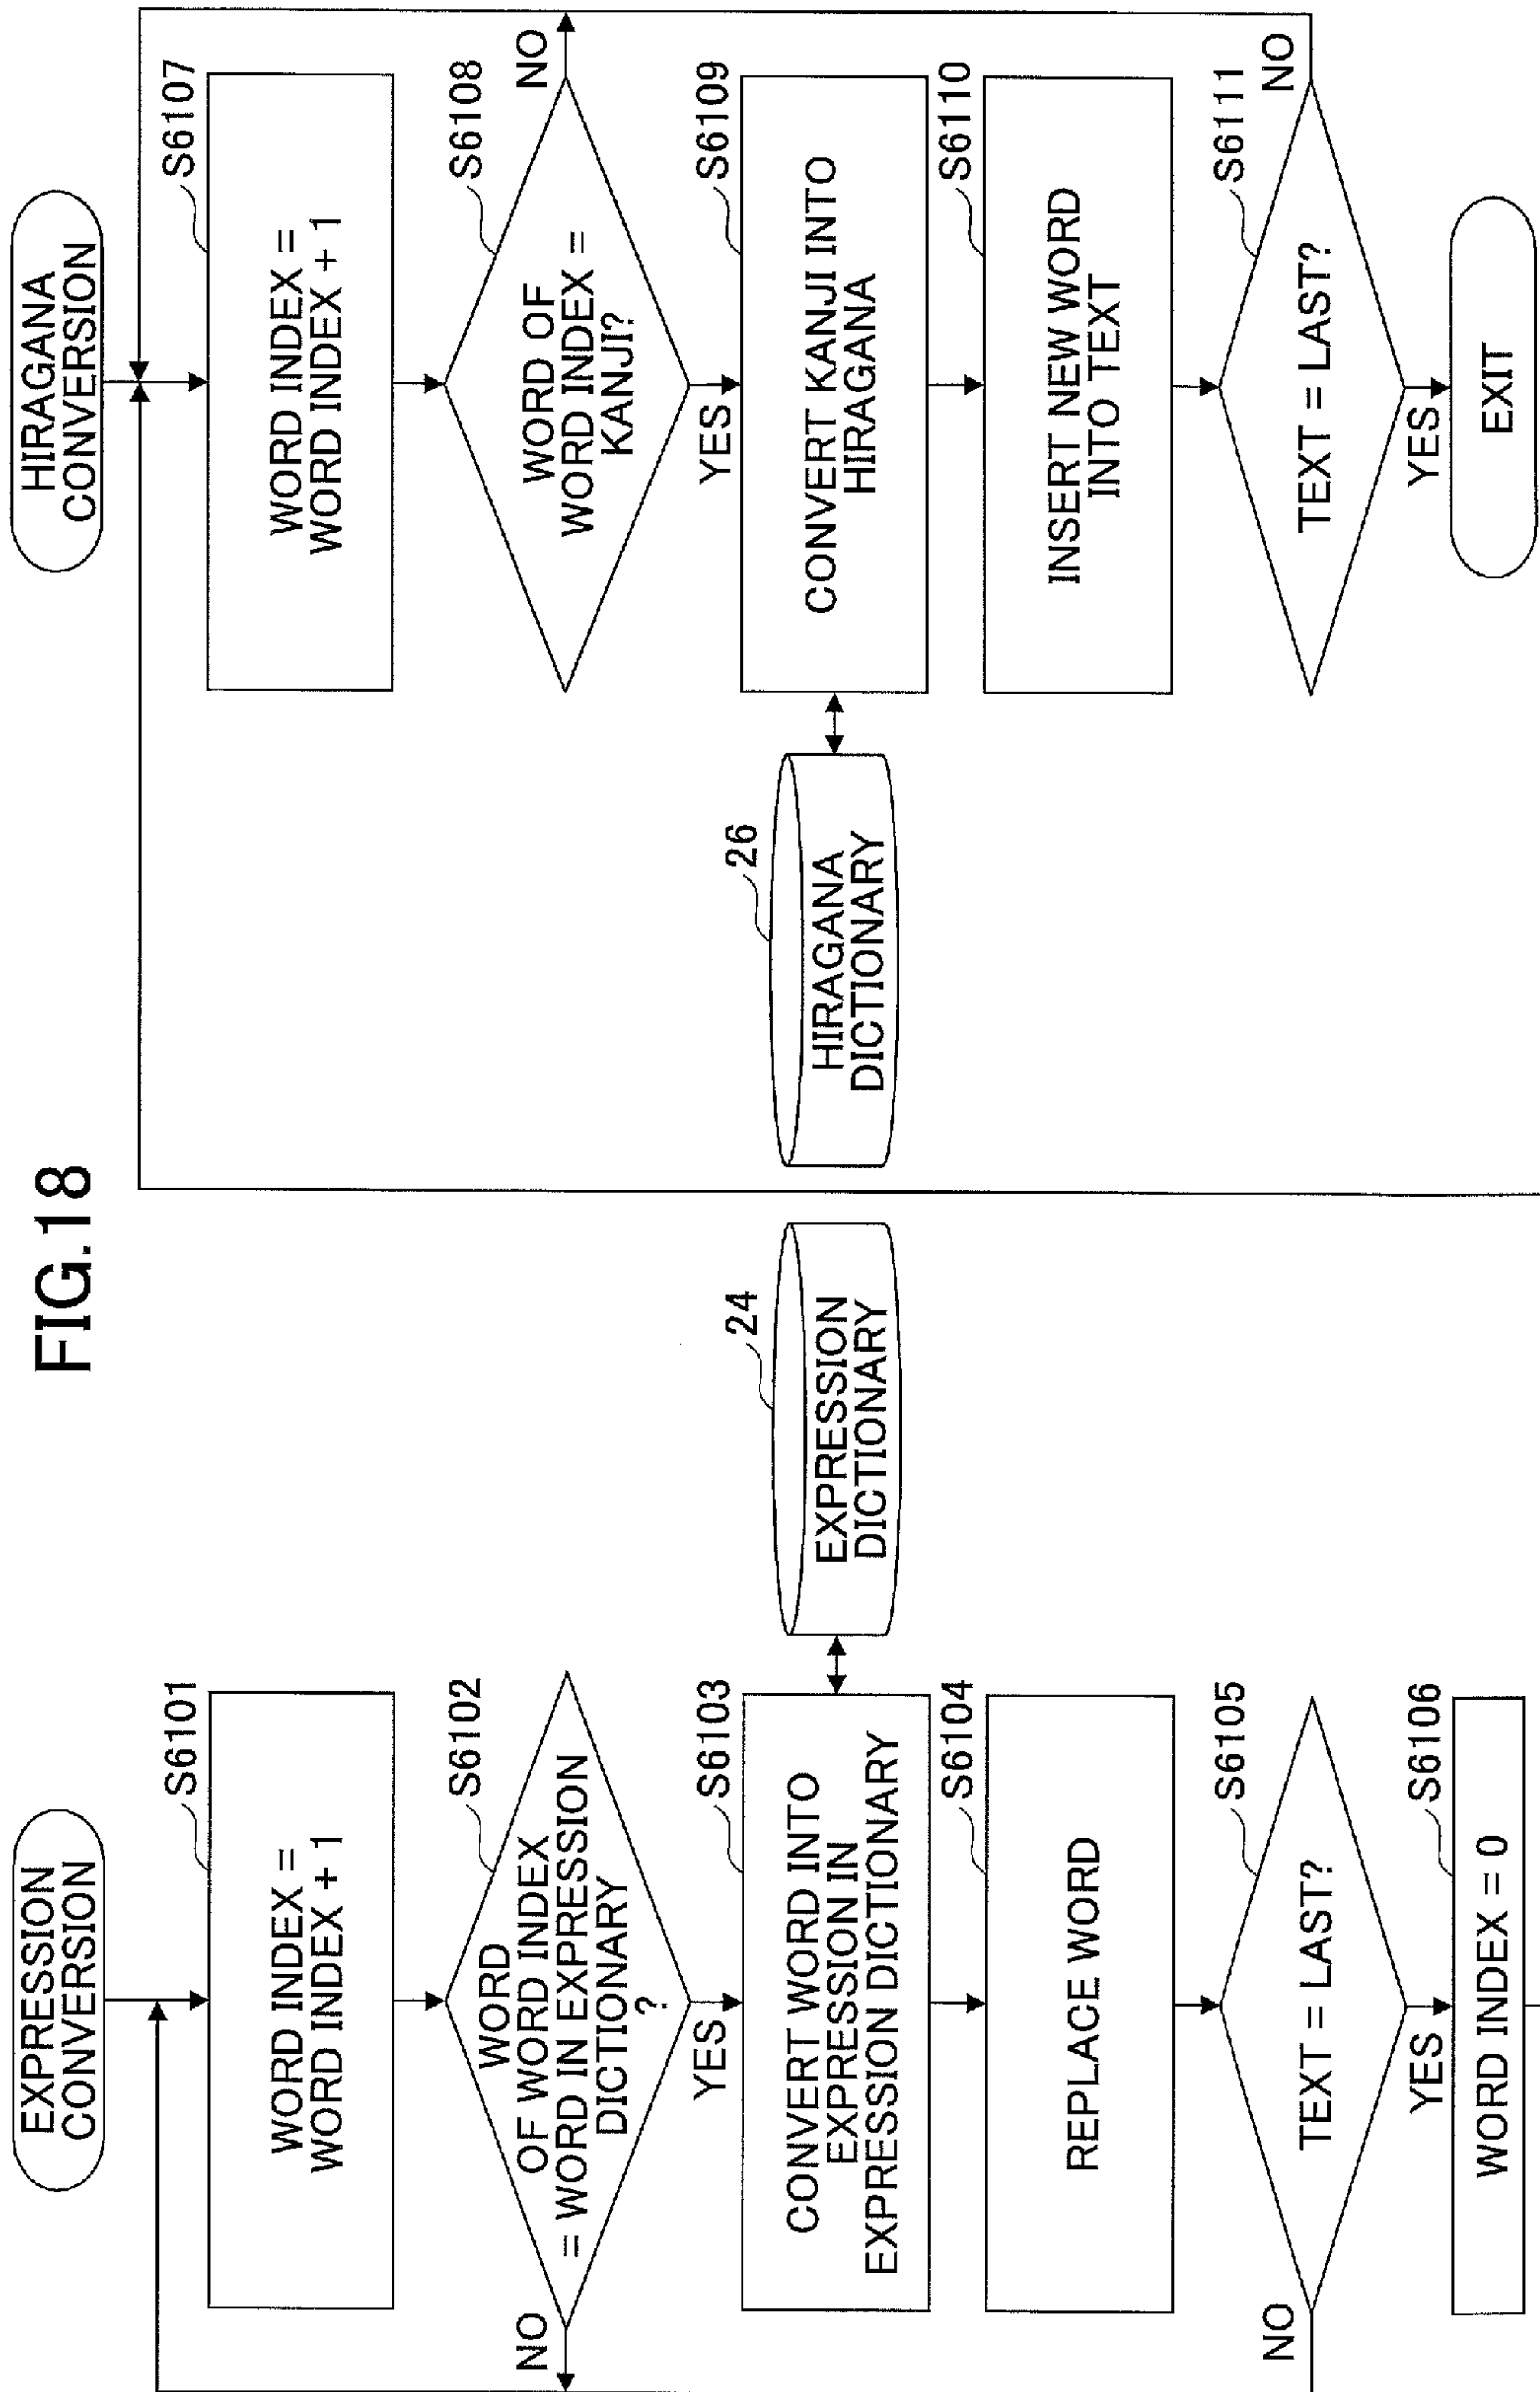 FIG.18
EXPRESSION
CONVERSION
S6101
WORD INDEX =
WORD INDEX + 1
S6102
WORD
OF WORD INDEX
= WORD IN EXPRESSION
DICTIONARY
?
NO
YES
S6103
CONVERT WORD INTO
EXPRESSION IN
EXPRESSION DICTIONARY
24
EXPRESSION
DICTIONARY
S6104
REPLACE WORD
S6105
TEXT = LAST?
NO
YES
S6106
WORD INDEX = 0
HIRAGANA
CONVERSION
S6107
WORD INDEX =
WORD INDEX + 1
S6108
WORD OF
WORD INDEX =
KANJI?
NO
YES
S6109
CONVERT KANJI INTO
HIRAGANA
26
HIRAGANA
DICTIONARY
S6110
INSERT NEW WORD
INTO TEXT
S6111
TEXT = LAST?
NO
YES
EXIT